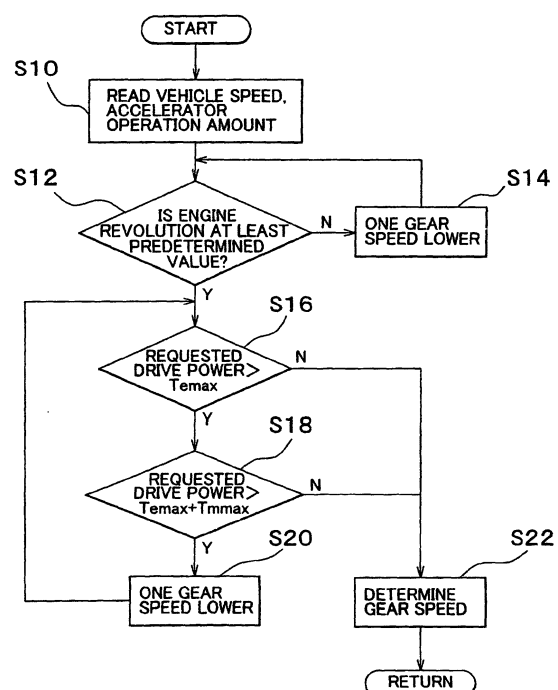 START
S10
READ VEHICLE SPEED,
ACCELERATOR
OPERATION AMOUNT
S12
IS ENGINE
REVOLUTION AT LEAST
PREDETERMINED
VALUE?
N
S14
ONE GEAR
SPEED LOWER
Y
S16
REQUESTED
DRIVE POWER>
Temax
N
Y
S18
REQUESTED
DRIVE POWER>
Temax+Tmmax
N
Y
S20
ONE GEAR
SPEED LOWER
S22
DETERMINE
GEAR SPEED
RETURN